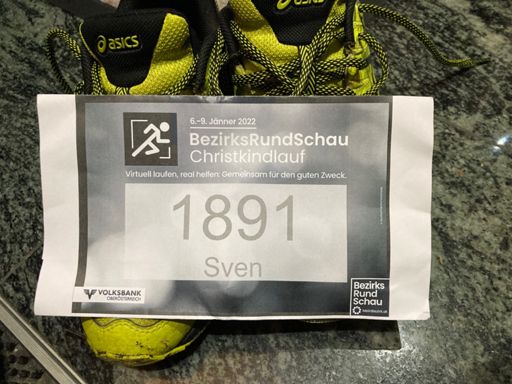 asics
asics
6.-9. Jänner 2022
BezirksRundSchau
Christkindlauf
Virtuell laufen, real helfen: Gemeinsam für den guten Zweck.
1891
Sven
VOLKSBANK
OBERÖSTERREICH
Bezirks
Rund
Schau